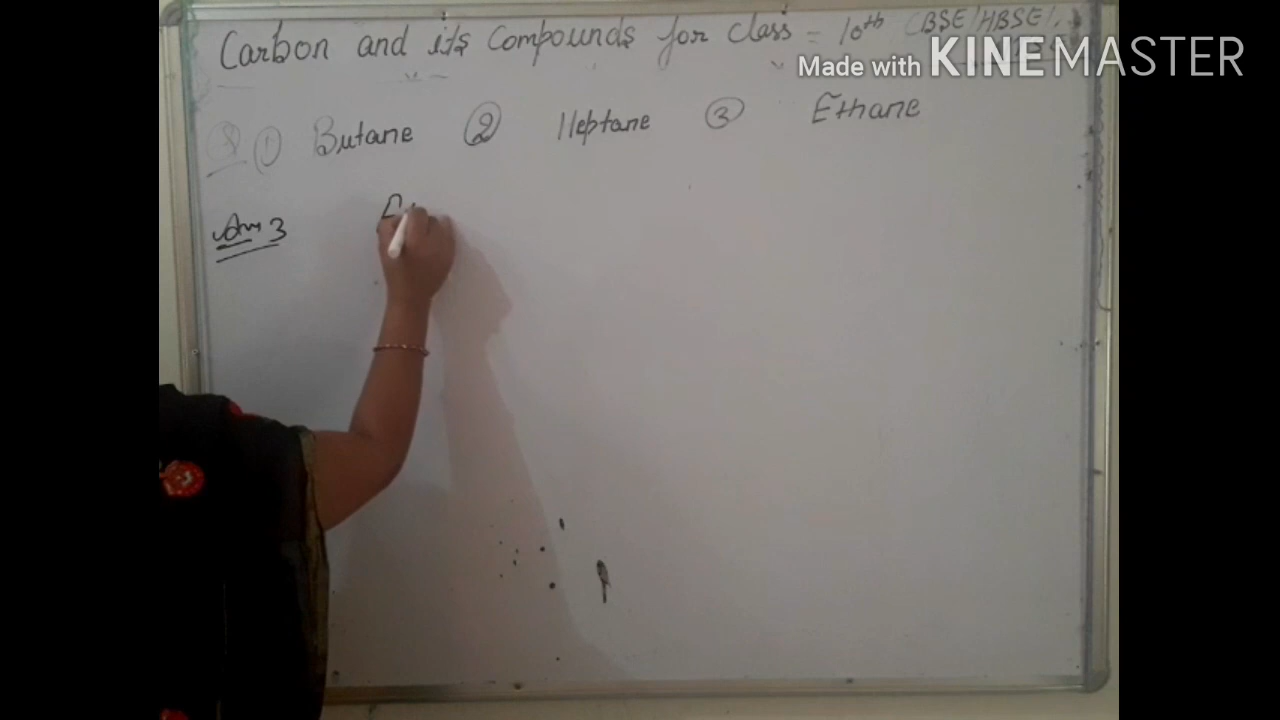 Carbon and its Compounds for class = 10th CBSE/HBSE/
Made with KINEMASTER
① Butane ② Heptane ③ Ethane
Ans 3